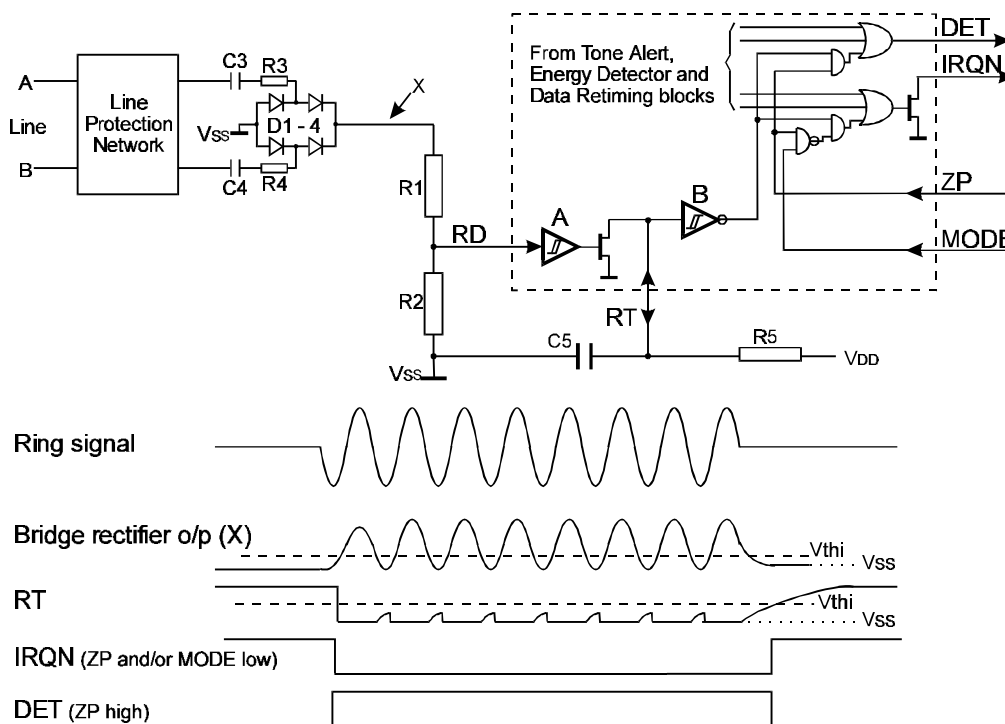 DET
IRQN
From Tone Alert,
Energy Detector and
Data Retiming blocks
C3
R3
X
A
Line
Protection
Network
Line
VSS
D1 - 4
B
C4
R4
R1
A
B
ZP
RD
MODE
R2
RT
C5
R5
VSS
VDD
Ring signal
Bridge rectifier o/p (X)
Vthi
VSS
RT
Vthi
VSS
IRQN (ZP and/or MODE low)
DET (ZP high)